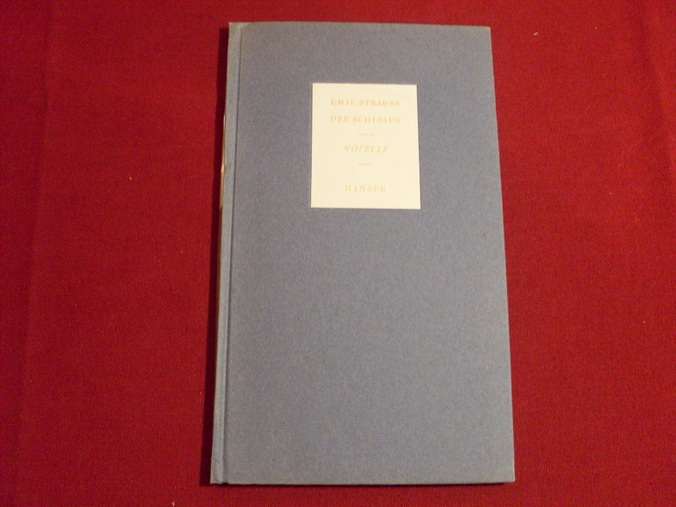 EMIL STRAUSS
DER SCHLEIER
NOVELLE
HANSER